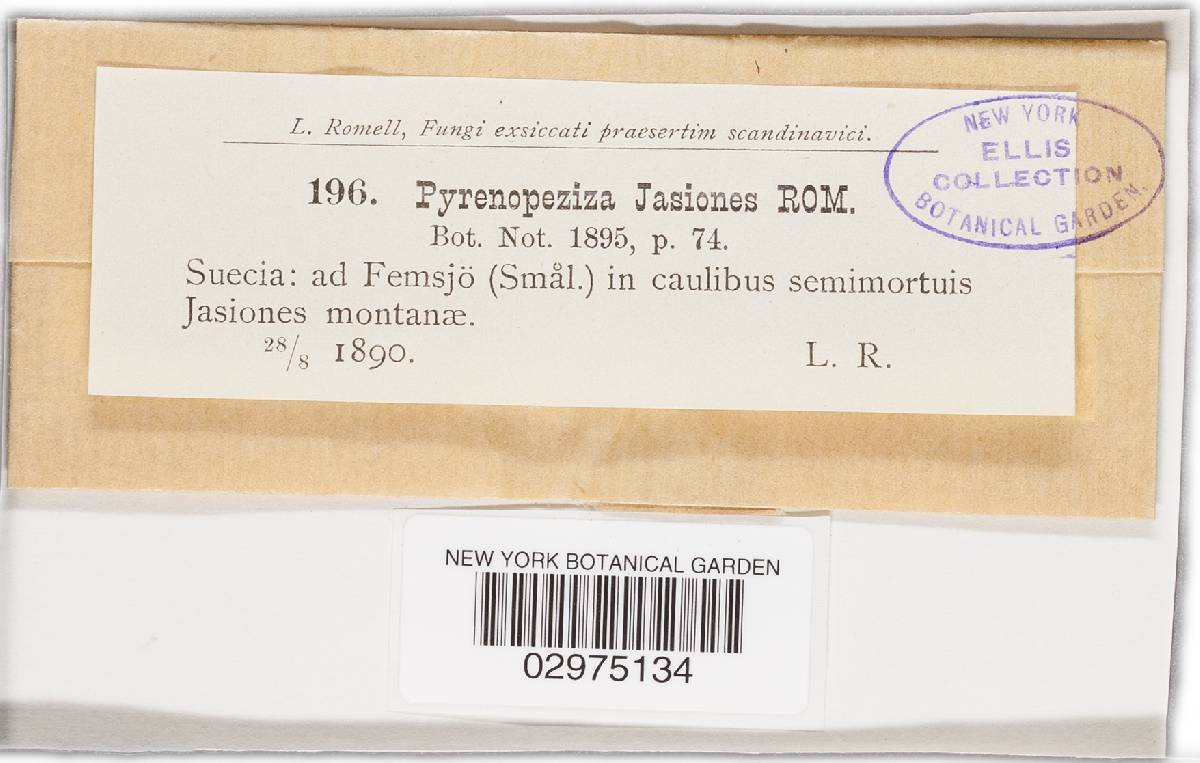 L. Romell, Fungi exsiccati praesertim scandinavici.
196. Pyrenopeziza Jasiones ROM.
Bot. Not. 1895, p. 74.
Suecia: ad Femsjö (Smål.) in caulibus semimortuis
Jasiones montanæ.
28/8 1890. L. R.
NEW YORK
ELLIS
COLLECTION
BOTANICAL GARDEN.
NEW YORK BOTANICAL GARDEN
02975134